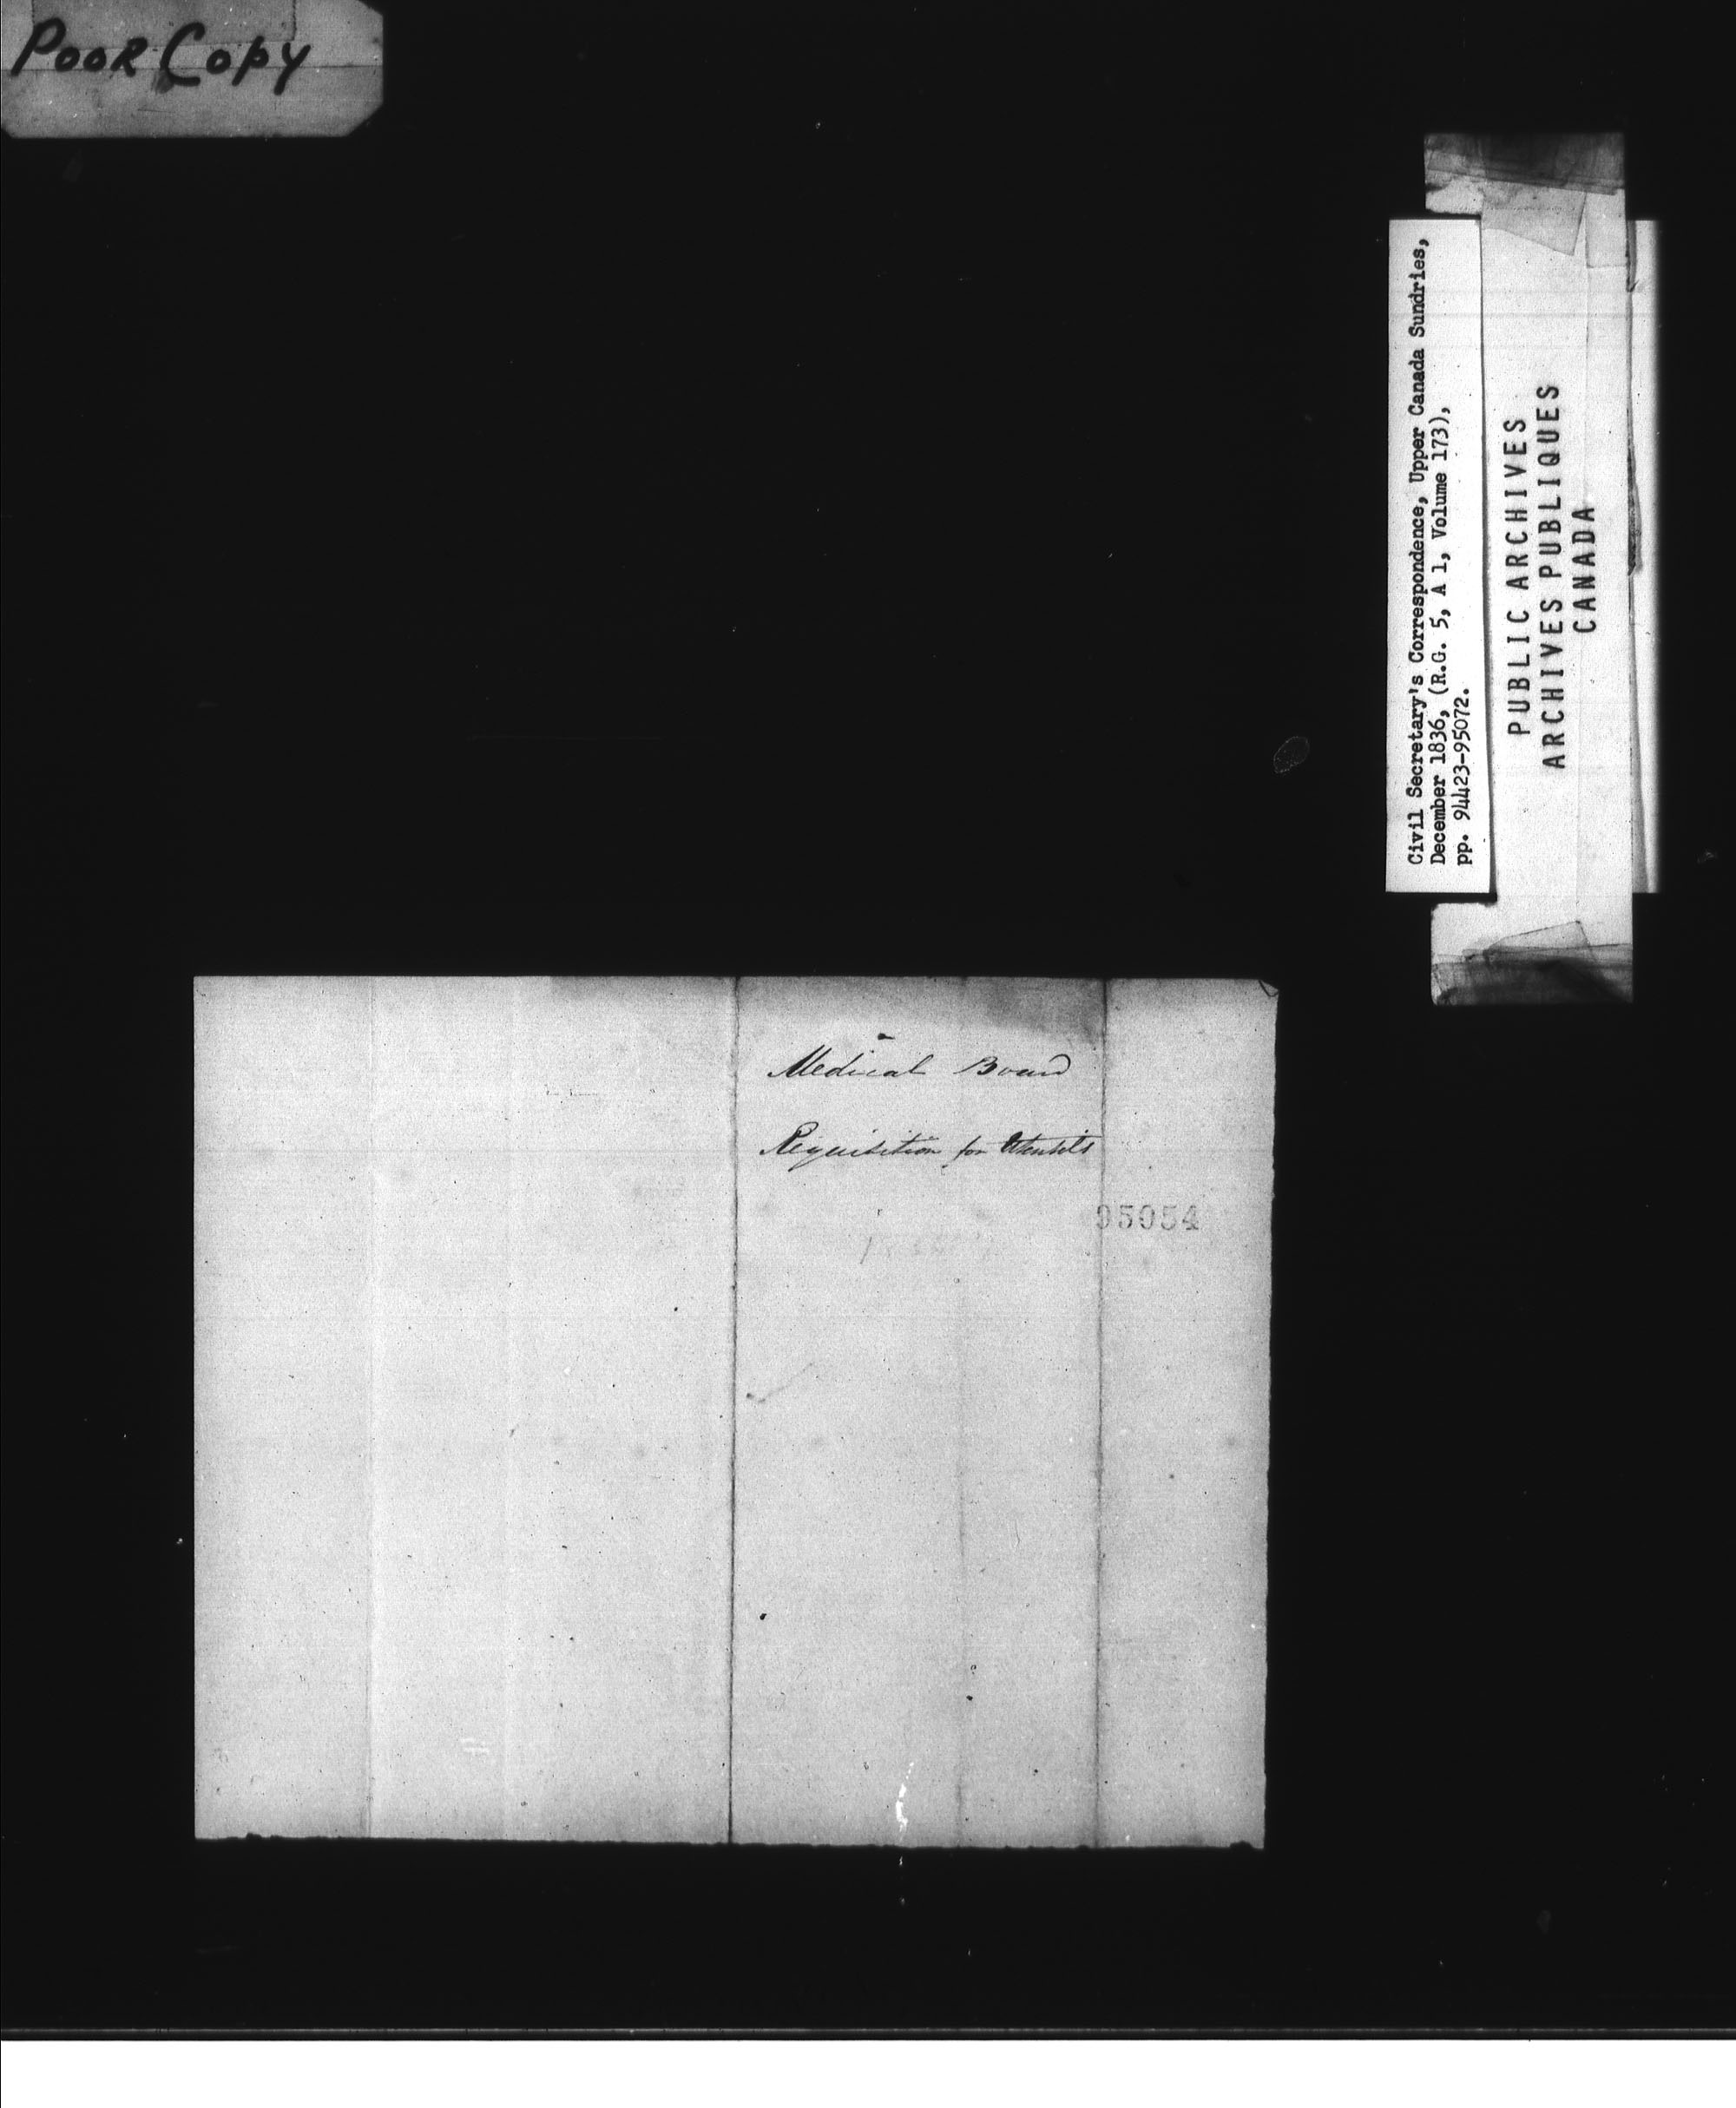 Poor Copy
Civil Secretary's Correspondence, Upper Canada Sundries,
December 1836, (R.G. 5, A 1, Volume 173),
pp. 94423-95072.
PUBLIC ARCHIVES
ARCHIVES PUBLIQUES
CANADA
Medical Board
Requisition for Utensils
95054